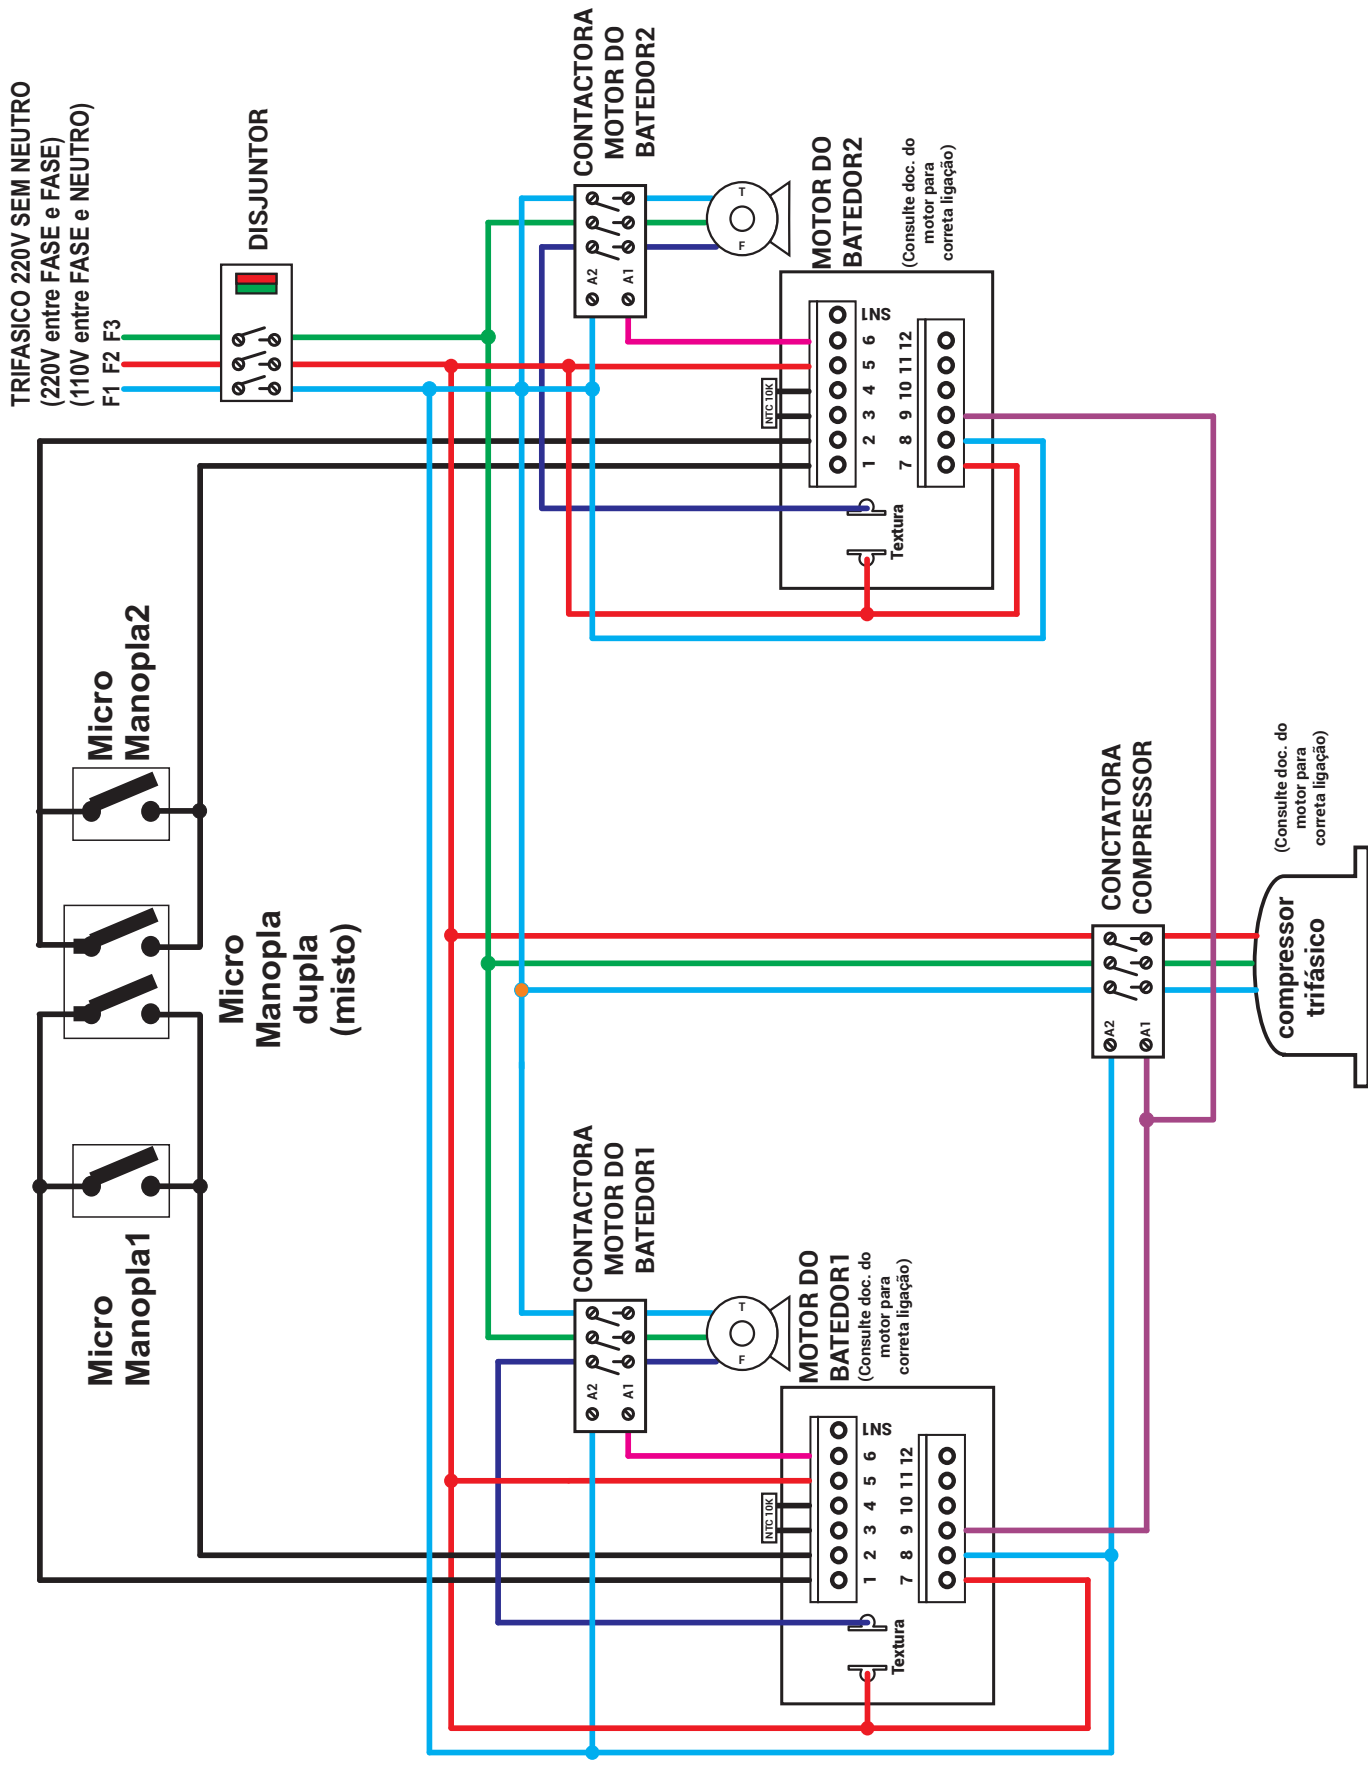 TRIFASICO 220V SEM NEUTRO
(220V entre FASE e FASE)
(110V entre FASE e NEUTRO)
F1 F2 F3
DISJUNTOR
CONTACTORA
MOTOR DO
BATEDOR2
A2
A1
F
T
MOTOR DO
BATEDOR2
(Consulte doc. do
motor para
correta ligação)
NTC 10K
1 2 3 4 5 6 SN1
7 8 9 10 11 12
Textura
Micro
Manopla2
Micro
Manopla
dupla
(misto)
Micro
Manopla1
CONCTATORA
COMPRESSOR
A2
A1
(Consulte doc. do
motor para
correta ligação)
compressor
trifásico
CONTACTORA
MOTOR DO
BATEDOR1
A2
A1
F
T
MOTOR DO
BATEDOR1
(Consulte doc. do
motor para
correta ligação)
NTC 10K
1 2 3 4 5 6 SN1
7 8 9 10 11 12
Textura